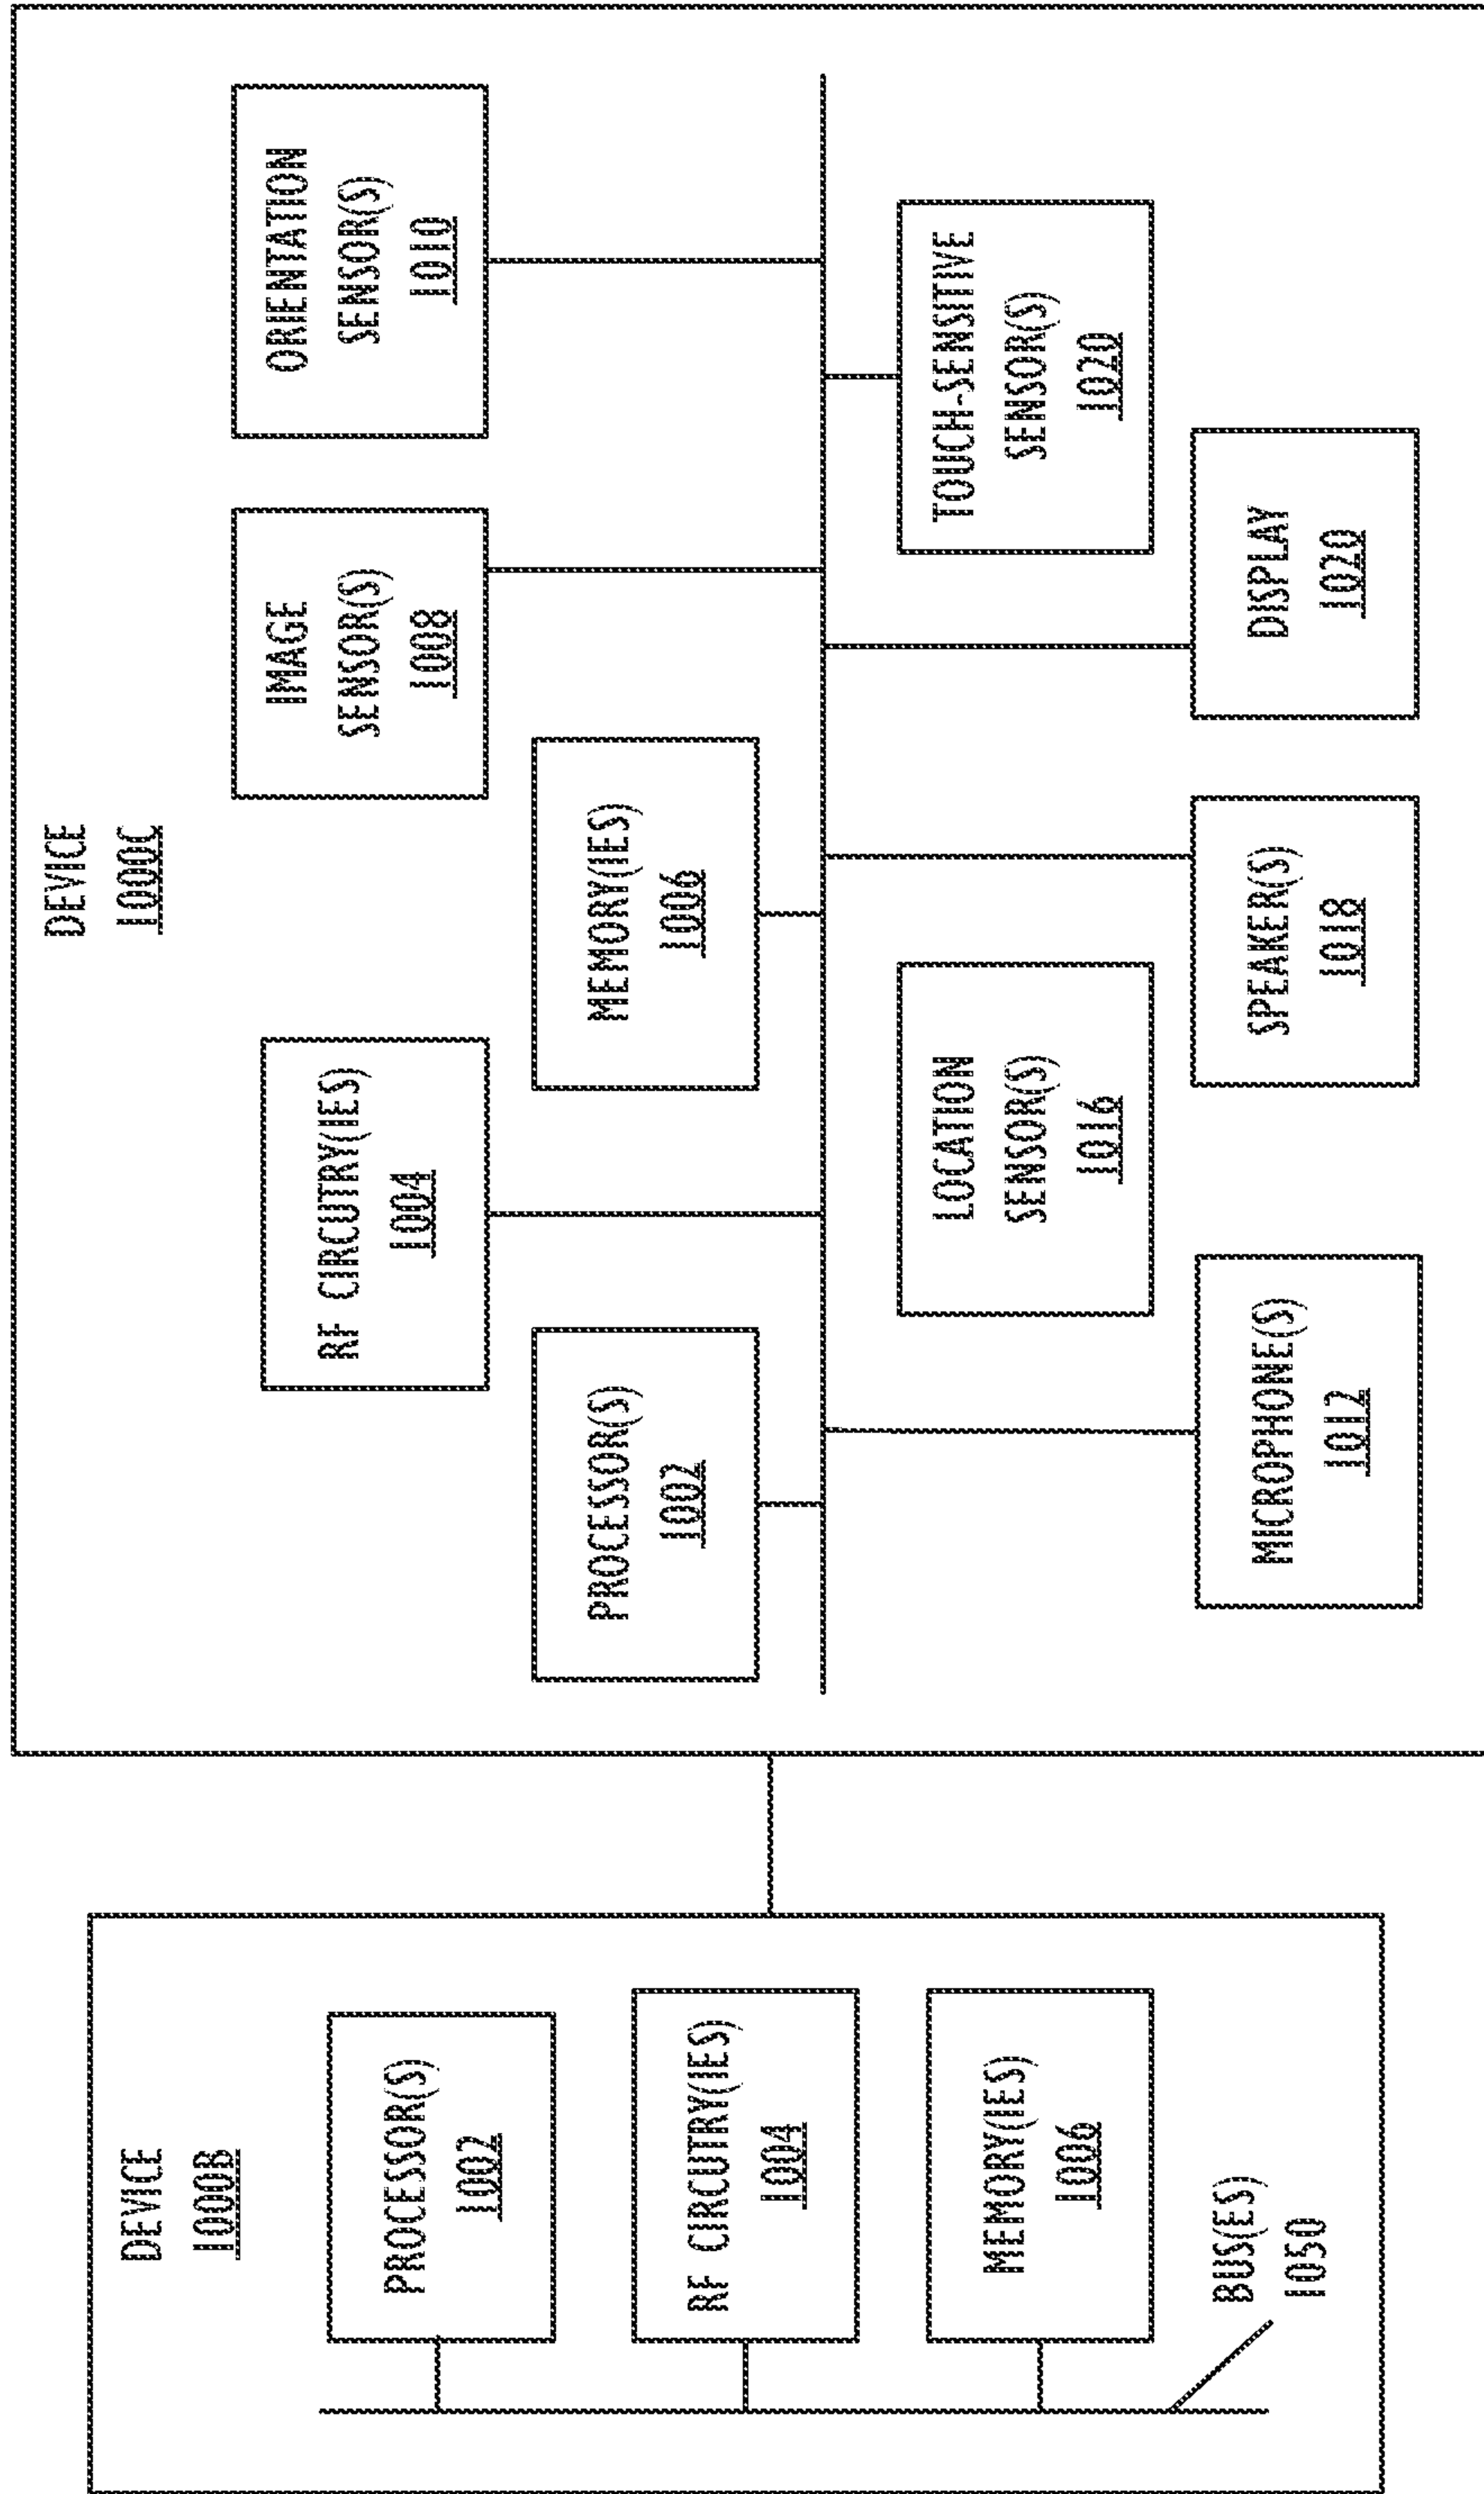 DEVICE
1000B
PROCESSOR(S)
1002
RF CIRCUTRY(IES)
1004
MEMORY(IES)
1006
BUS(ES)
1050
DEVICE
1000C
RF CIRCUTRY(IES)
1004
IMAGE
SENSOR(S)
1008
ORIENTATION
SENSOR(S)
1010
PROCESSOR(S)
1002
MEMORY(IES)
1006
LOCATION
SENSOR(S)
1016
TOUCH-SENSITIVE
SENSOR(S)
1020
MICROPHONE(S)
1012
SPEAKER(S)
1018
DISPLAY
1020